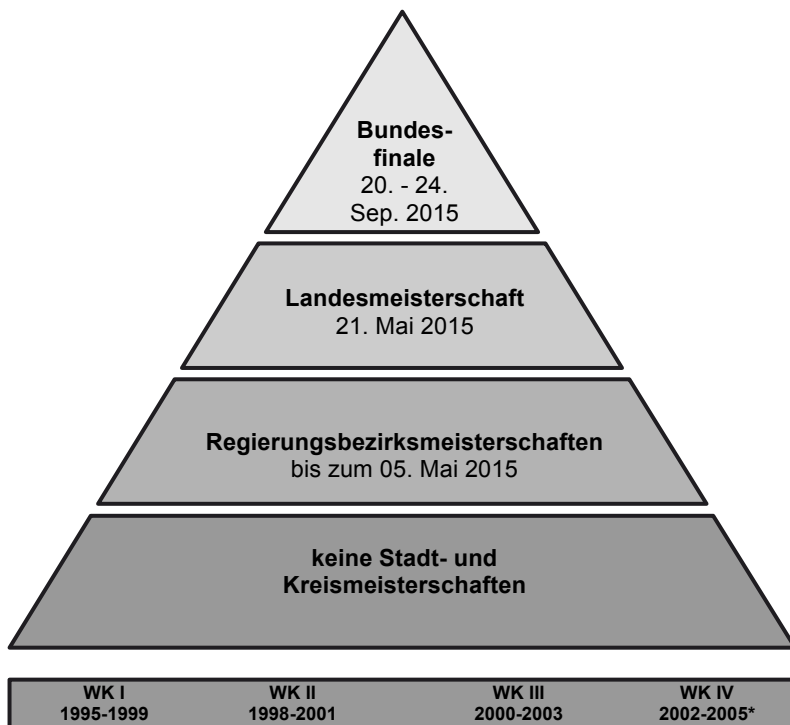 Bundes-
finale
20. - 24.
Sep. 2015
Landesmeisterschaft
21. Mai 2015
Regierungsbezirksmeisterschaften
bis zum 05. Mai 2015
keine Stadt- und
Kreismeisterschaften
WK I WK II WK III WK IV
1995-1999 1998-2001 2000-2003 2002-2005*